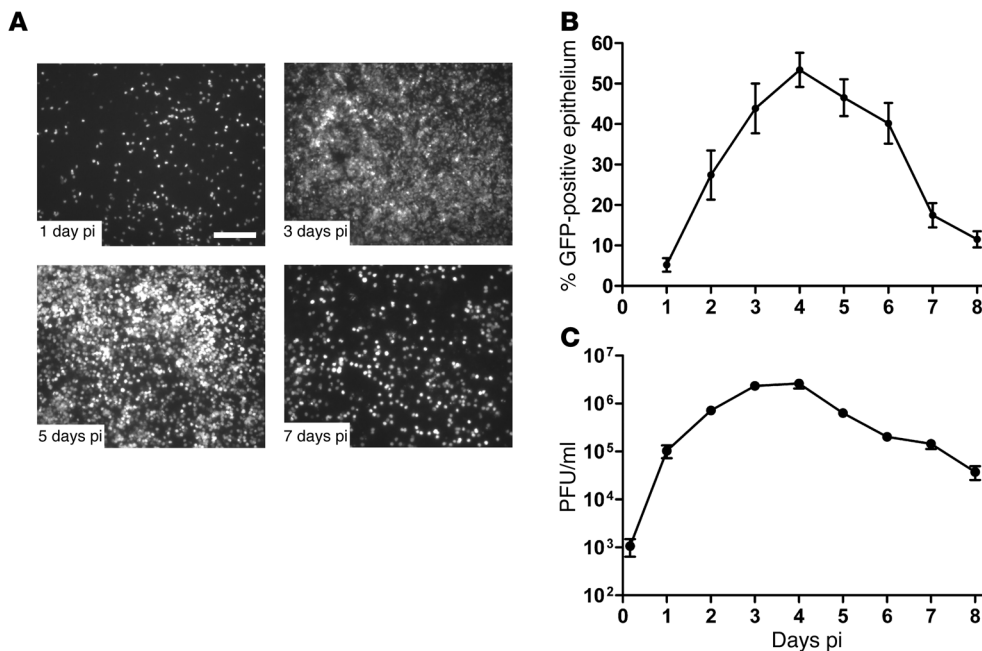 A
1 day pi
3 days pi
5 days pi
7 days pi
B
% GFP-positive epithelium
60
50
40
30
20
10
0
0 1 2 3 4 5 6 7 8
C
PFU/ml
10⁷
10⁶
10⁵
10⁴
10³
10²
0 1 2 3 4 5 6 7 8
Days pi